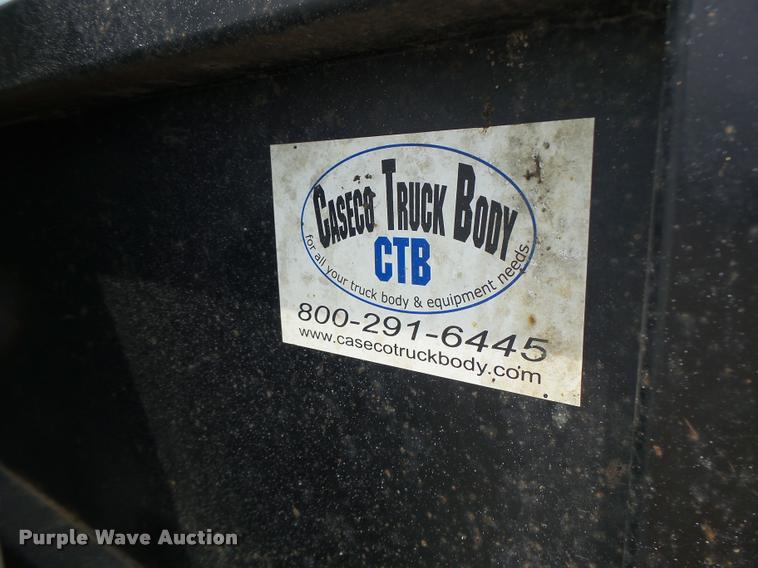 CASECO TRUCK BODY
CTB
for all your truck body & equipment needs.
800-291-6445
www.casecotruckbody.com
Purple Wave Auction